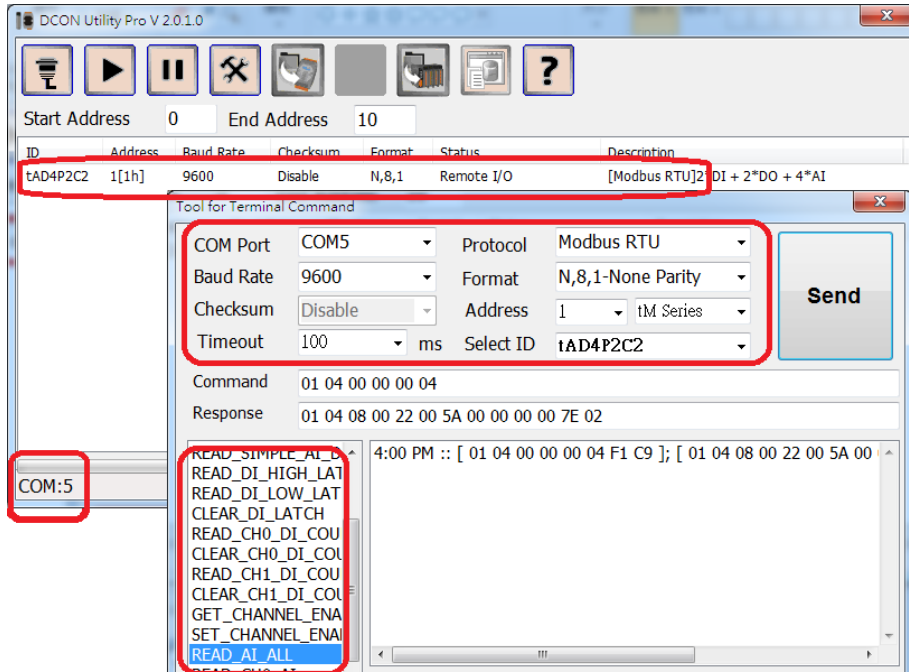 DCON Utility Pro V 2.0.1.0
Start Address 0 End Address 10
ID Address Baud Rate Checksum Format Status Description
tAD4P2C2 1[1h] 9600 Disable N,8,1 Remote I/O [Modbus RTU]2*DI + 2*DO + 4*AI
Tool for Terminal Command
COM Port COM5 Protocol Modbus RTU
Baud Rate 9600 Format N,8,1-None Parity
Checksum Disable Address 1 tM Series
Timeout 100 ms Select ID tAD4P2C2
Send
Command 01 04 00 00 00 04
Response 01 04 08 00 22 00 5A 00 00 00 00 7E 02
READ_SIMPLE_AI_D
READ_DI_HIGH_LAT
READ_DI_LOW_LAT
CLEAR_DI_LATCH
READ_CH0_DI_COU
CLEAR_CH0_DI_COU
READ_CH1_DI_COU
CLEAR_CH1_DI_COU
GET_CHANNEL_ENA
SET_CHANNEL_ENA
READ_AI_ALL
READ_CH0_AI
4:00 PM :: [ 01 04 00 00 00 04 F1 C9 ]; [ 01 04 08 00 22 00 5A 00
COM:5